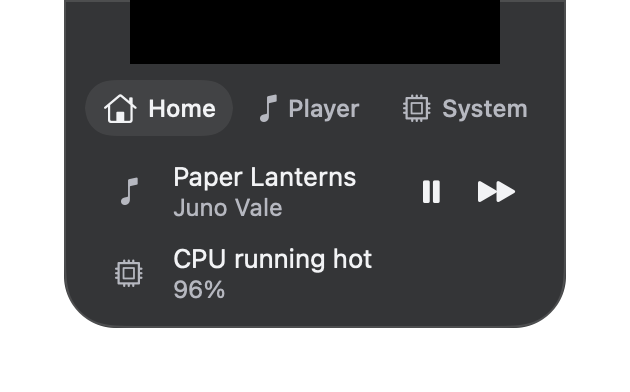 Home Player System
Paper Lanterns
Juno Vale
CPU running hot
96%